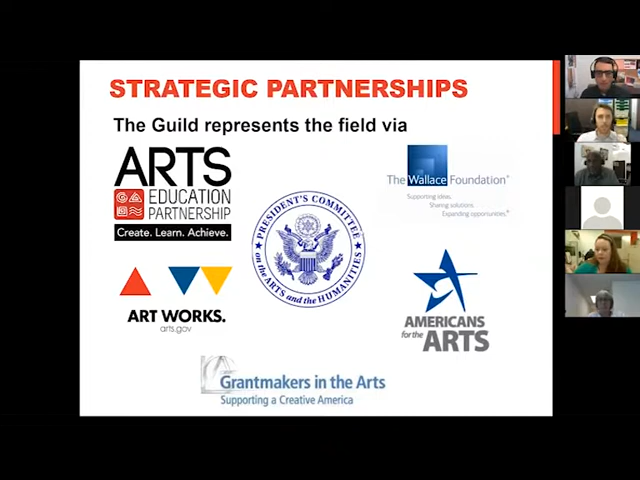 STRATEGIC PARTNERSHIPS
The Guild represents the field via
ARTS
EDUCATION
PARTNERSHIP
Create. Learn. Achieve.
PRESIDENT'S COMMITTEE
on the ARTS and the HUMANITIES
The Wallace Foundation®
Supporting ideas.
Sharing solutions.
Expanding opportunities.®
ART WORKS.
arts.gov
AMERICANS
for the ARTS
Grantmakers in the Arts
Supporting a Creative America